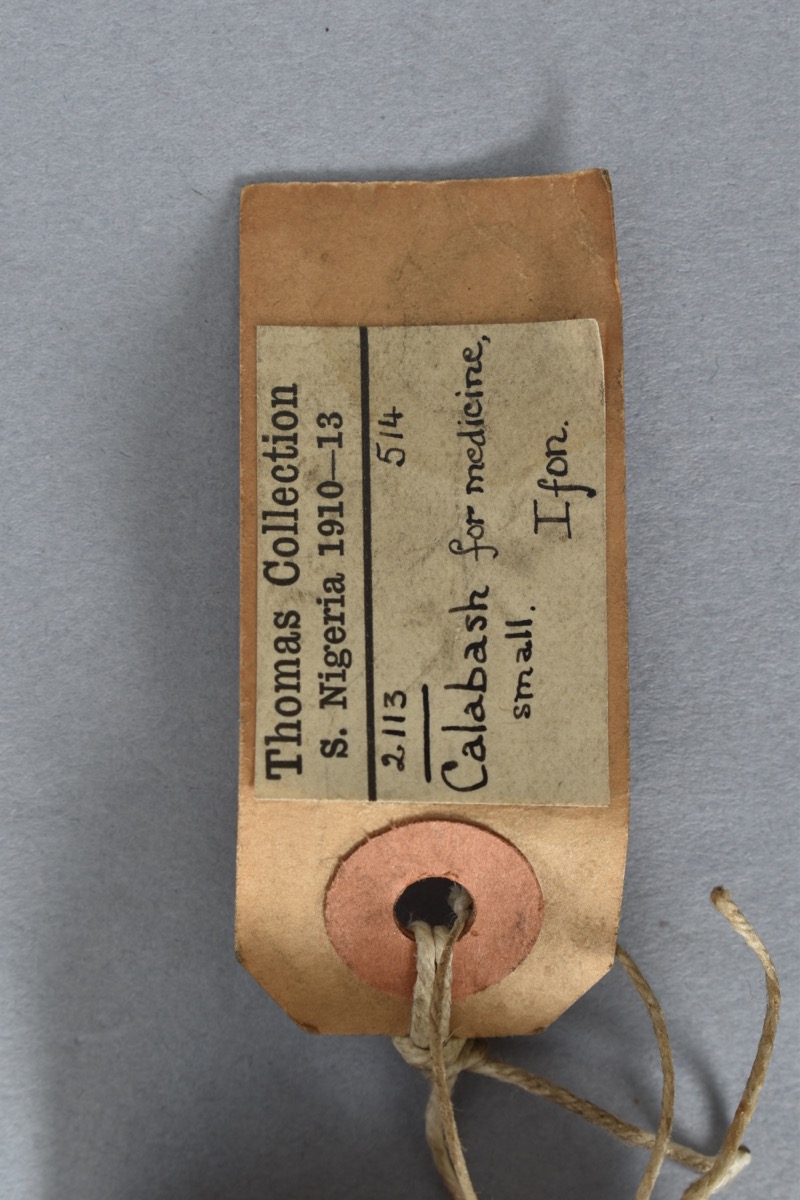 Thomas Collection
S. Nigeria 1910—13
2113 514
Calabash for medicine,
small.
Ifon.